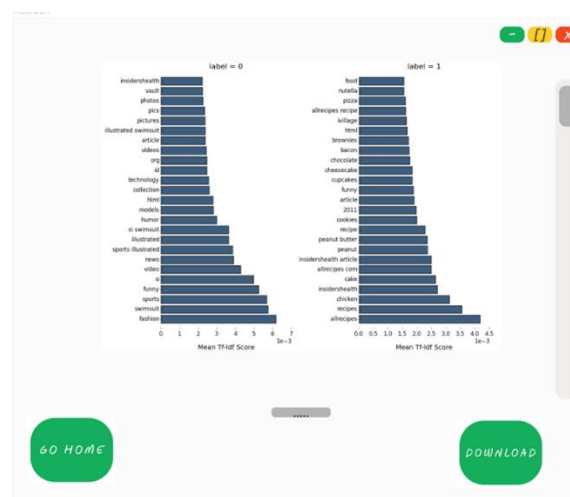 - [] X
label = 0
insidershealth
vault
photos
pics
pictures
illustrated swimsuit
article
videos
org
id
technology
collection
html
models
humor
si swimsuit
illustrated
sports illustrated
news
video
si
funny
sports
swimsuit
fashion
0 1 2 3 4 5 6 7
1e−3
Mean Tf-Idf Score
label = 1
food
nutella
pizza
allrecipes recipe
ivillage
html
brownies
bacon
chocolate
cheesecake
cupcakes
funny
article
2011
cookies
recipe
peanut butter
peanut
insidershealth article
allrecipes com
cake
insidershealth
chicken
recipes
allrecipes
0.0 0.5 1.0 1.5 2.0 2.5 3.0 3.5 4.0 4.5
1e−3
Mean Tf-Idf Score
GO HOME
DOWNLOAD